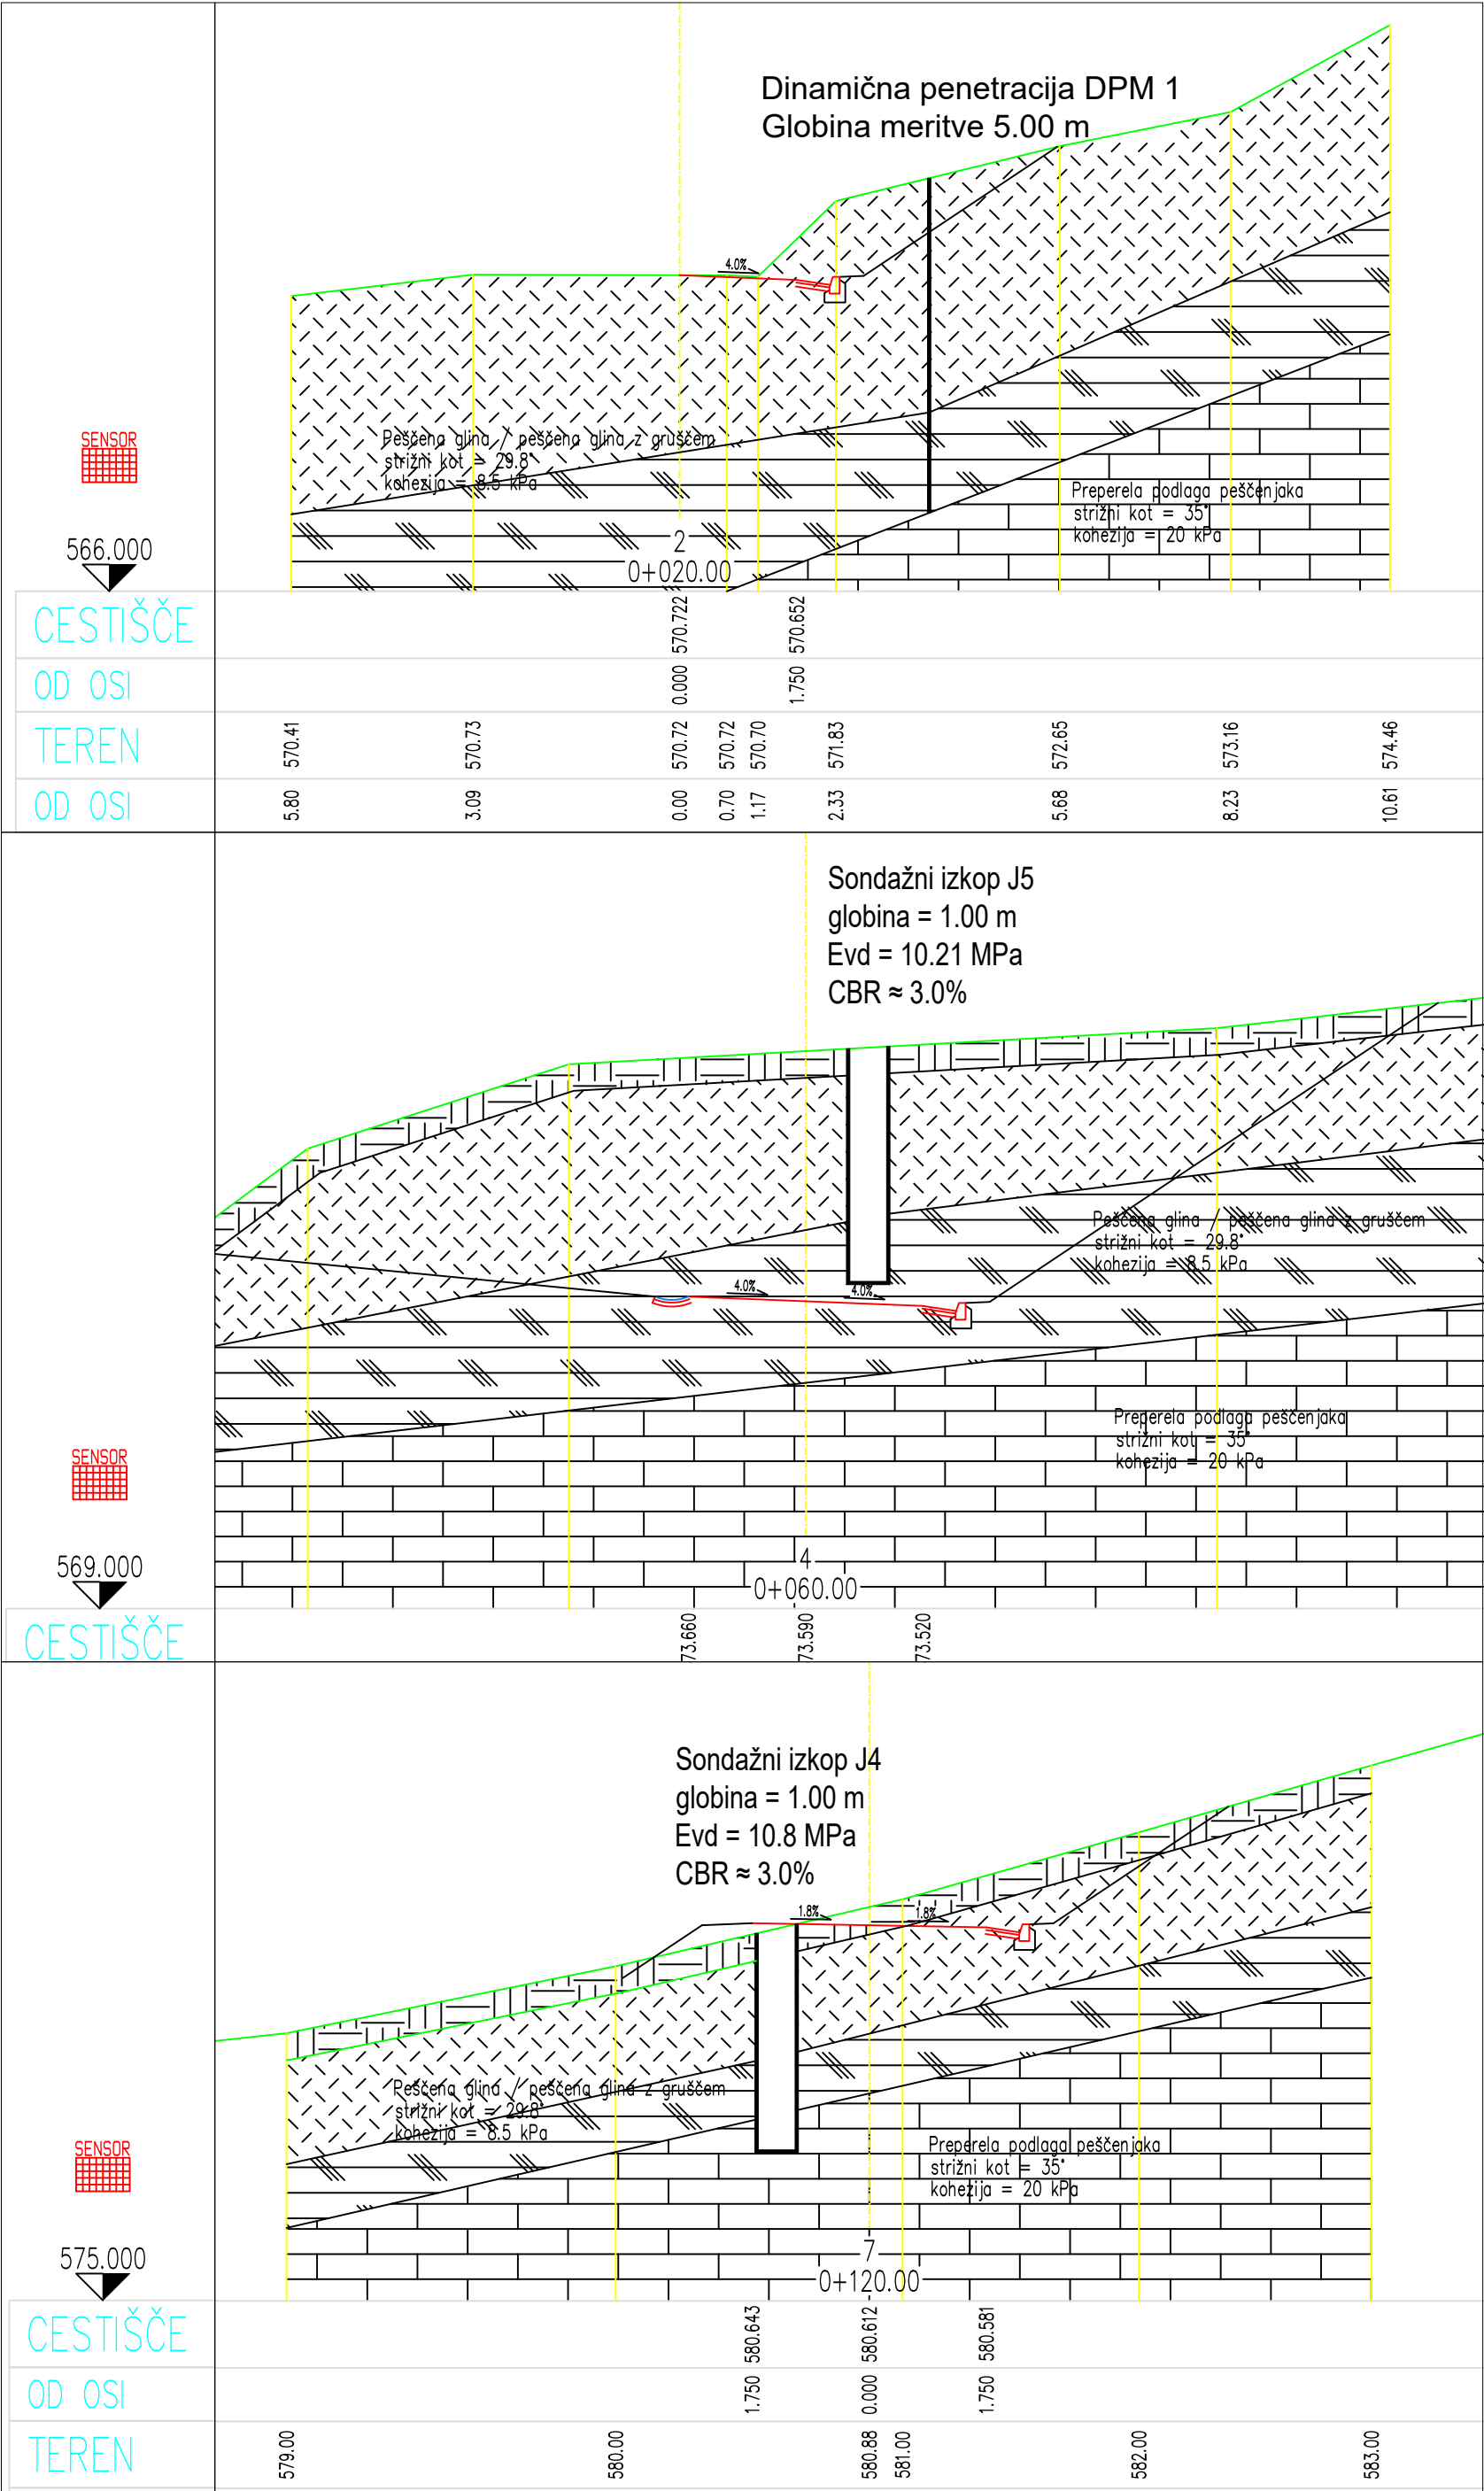 Dinamična penetracija DPM 1
Globina meritve 5.00 m
4.0%
Peščena glina / peščena glina z gruščem
strižni kot = 29.8°
kohezija = 8.5 kPa
Preperela podlaga peščenjaka
strižni kot = 35°
kohezija = 20 kPa
SENSOR
566.000
2
0+020.00
CESTIŠČE
570.722
570.652
OD OSI
0.000
1.750
TEREN
570.41
570.73
570.72
570.72
570.70
571.83
572.65
573.16
574.46
OD OSI
5.80
3.09
0.00
0.70
1.17
2.33
5.68
8.23
10.61
Sondažni izkop J5
globina = 1.00 m
Evd = 10.21 MPa
CBR ≈ 3.0%
Peščena glina / peščena glina z gruščem
strižni kot = 29.8°
kohezija = 8.5 kPa
4.0%
4.0%
Preperela podlaga peščenjaka
strižni kot = 35°
kohezija = 20 kPa
SENSOR
569.000
4
0+060.00
CESTIŠČE
73.660
73.590
73.520
Sondažni izkop J4
globina = 1.00 m
Evd = 10.8 MPa
CBR ≈ 3.0%
1.8%
1.8%
Peščena glina / peščena glina z gruščem
strižni kot = 29.8°
kohezija = 8.5 kPa
Preperela podlaga peščenjaka
strižni kot = 35°
kohezija = 20 kPa
SENSOR
575.000
7
0+120.00
CESTIŠČE
580.643
580.612
580.581
OD OSI
1.750
0.000
1.750
TEREN
579.00
580.00
580.88
581.00
582.00
583.00